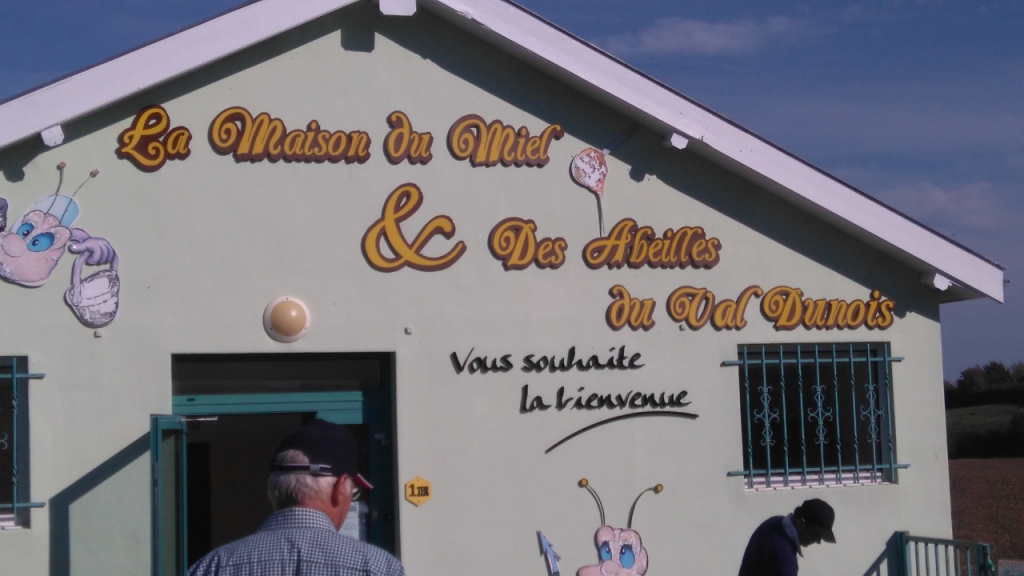 La Maison du Miel
& Des Abeilles
du Val Dunois
Vous souhaite
la bienvenue